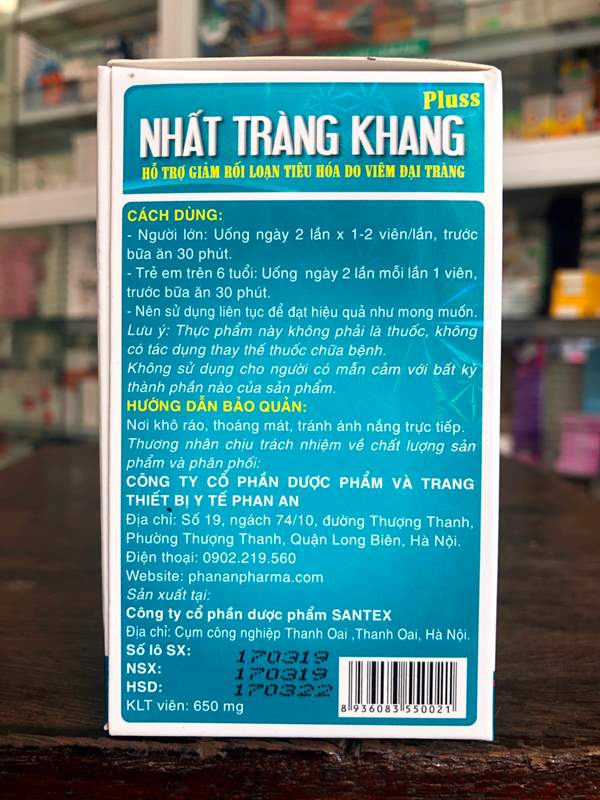 Pluss
NHẤT TRÀNG KHANG
HỖ TRỢ GIẢM RỐI LOẠN TIÊU HÓA DO VIÊM ĐẠI TRÀNG
CÁCH DÙNG:
- Người lớn: Uống ngày 2 lần x 1-2 viên/lần, trước
bữa ăn 30 phút.
- Trẻ em trên 6 tuổi: Uống ngày 2 lần mỗi lần 1 viên,
trước bữa ăn 30 phút.
- Nên sử dụng liên tục để đạt hiệu quả như mong muốn.
Lưu ý: Thực phẩm này không phải là thuốc, không
có tác dụng thay thế thuốc chữa bệnh.
Không sử dụng cho người có mẫn cảm với bất kỳ
thành phần nào của sản phẩm.
HƯỚNG DẪN BẢO QUẢN:
Nơi khô ráo, thoáng mát, tránh ánh nắng trực tiếp.
Thương nhân chịu trách nhiệm về chất lượng sản
phẩm và phân phối:
CÔNG TY CỔ PHẦN DƯỢC PHẨM VÀ TRANG
THIẾT BỊ Y TẾ PHAN AN
Địa chỉ: Số 19, ngách 74/10, đường Thượng Thanh,
Phường Thượng Thanh, Quận Long Biên, Hà Nội.
Điện thoại: 0902.219.560
Website: phananpharma.com
Sản xuất tại:
Công ty cổ phần dược phẩm SANTEX
Địa chỉ: Cụm công nghiệp Thanh Oai ,Thanh Oai, Hà Nội.
Số lô SX: 170319
NSX: 170319
HSD: 170322
KLT viên: 650 mg
8 936083 550021